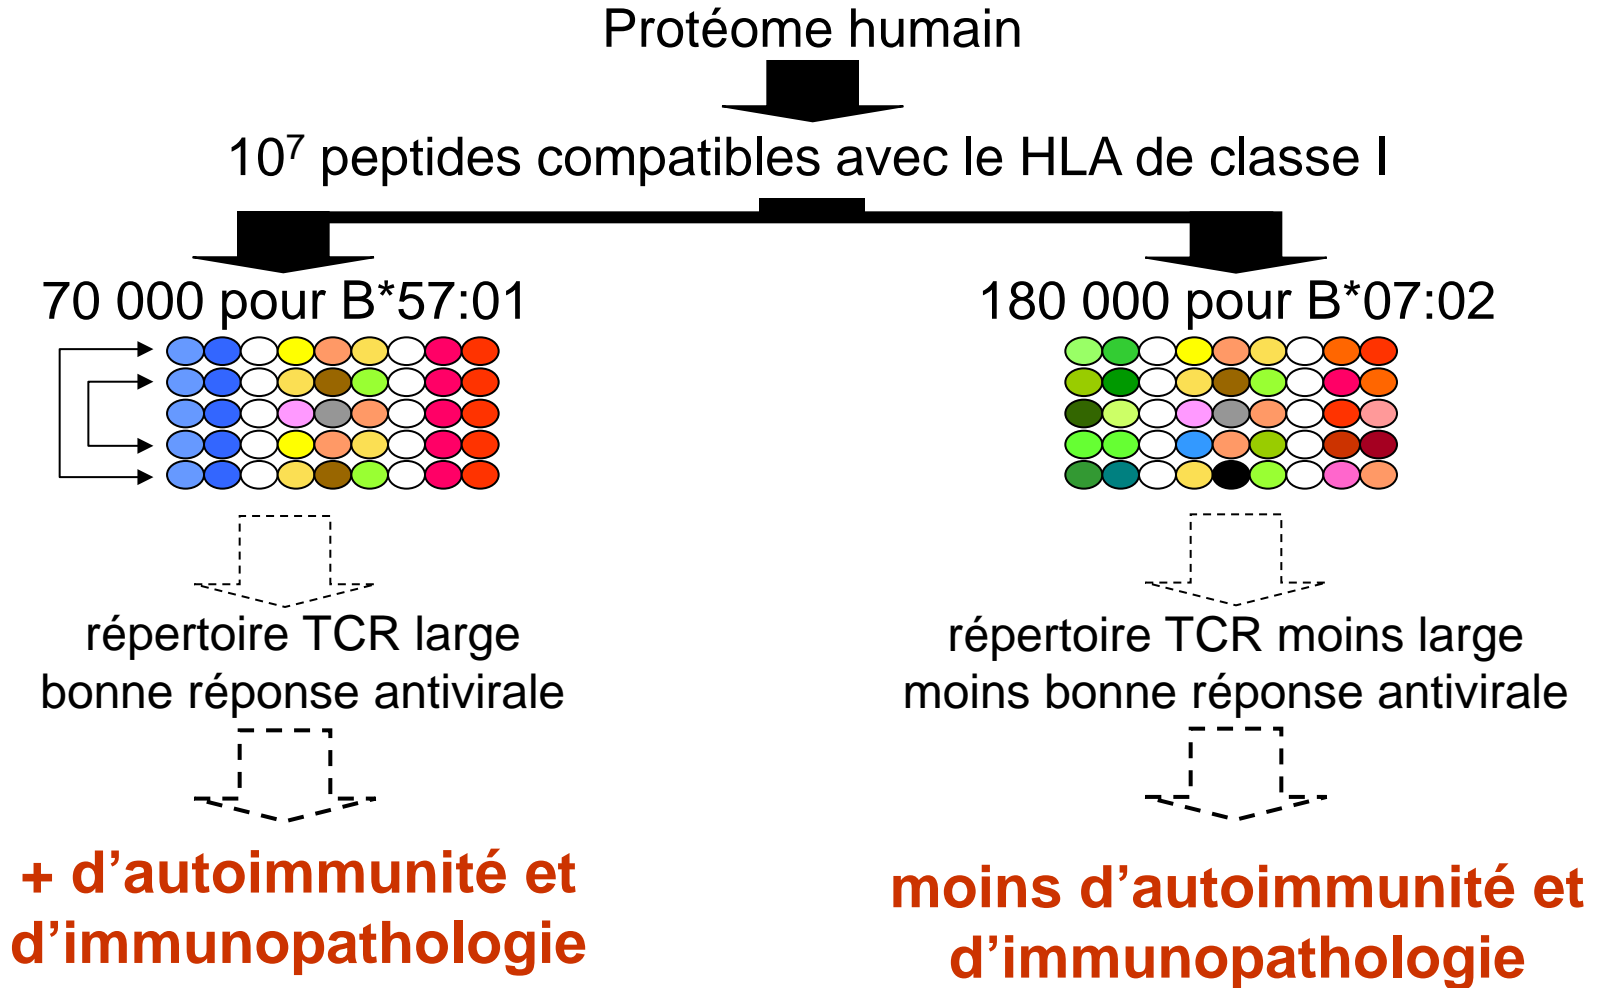 Protéome humain
10⁷ peptides compatibles avec le HLA de classe I
70 000 pour B*57:01
180 000 pour B*07:02
répertoire TCR large
bonne réponse antivirale
répertoire TCR moins large
moins bonne réponse antivirale
+ d’autoimmunité et
d’immunopathologie
moins d’autoimmunité et
d’immunopathologie